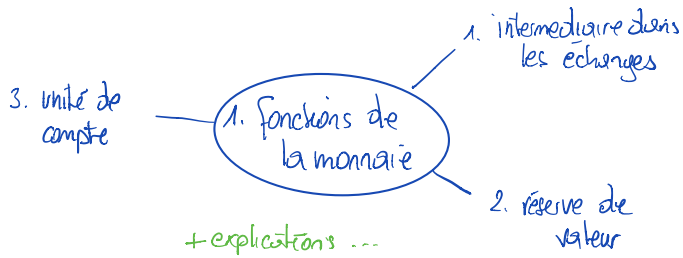 1. intermediaire dans
les échanges
3. unité de
compte
1. fonctions de
la monnaie
2. réserve de
valeur
+ explications ...